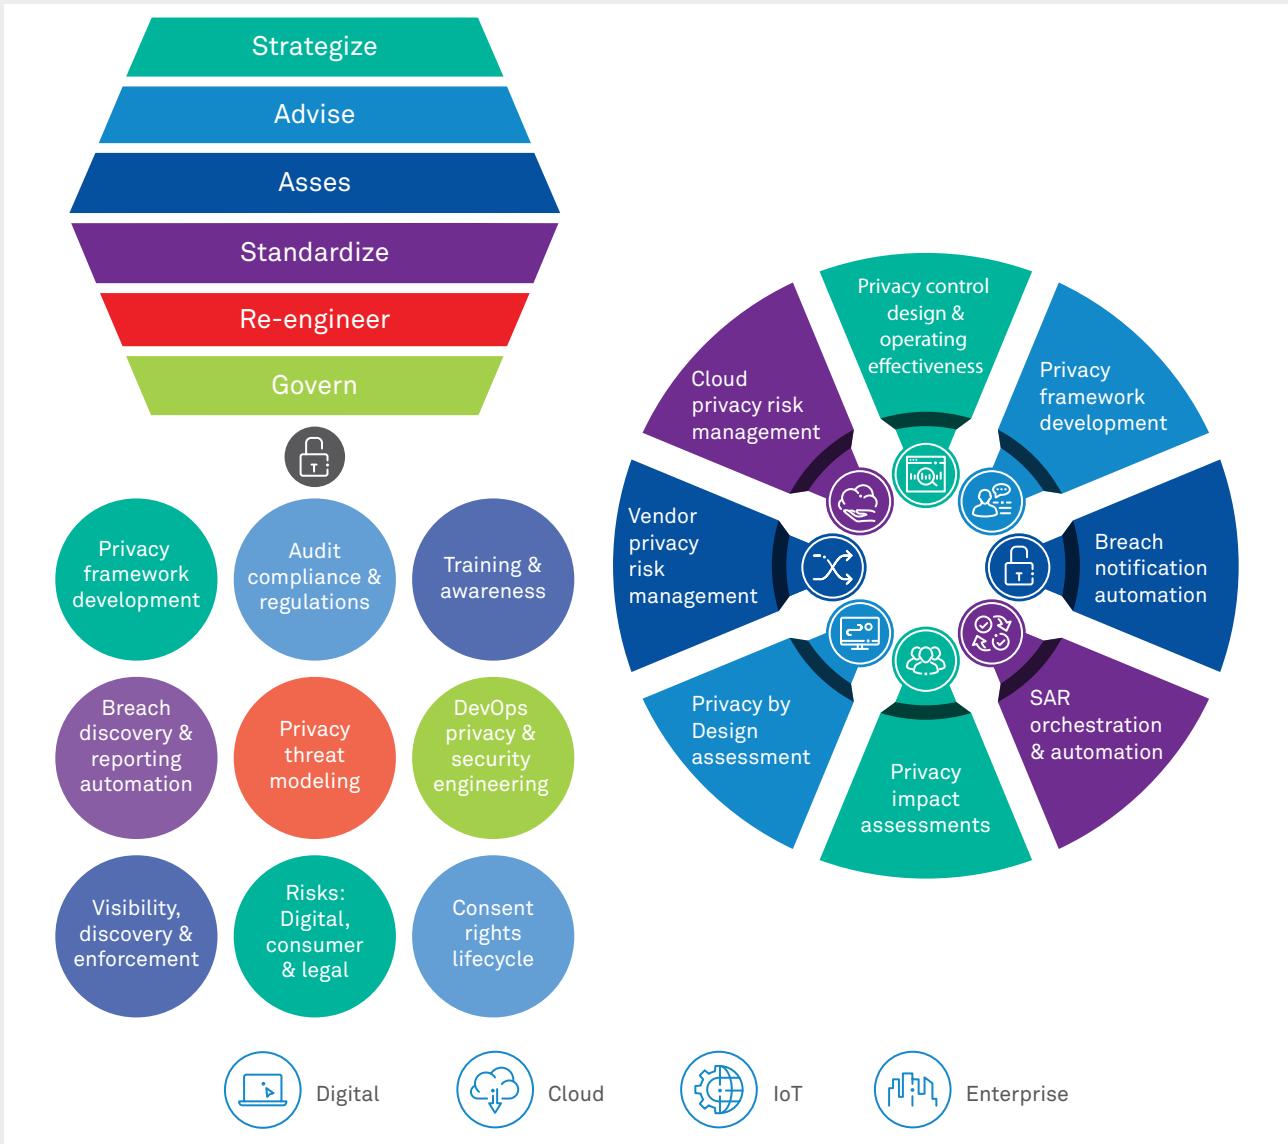 Strategize
Advise
Asses
Standardize
Re-engineer
Govern
Privacy
framework
development
Audit
compliance &
regulations
Training &
awareness
Breach
discovery &
reporting
automation
Privacy
threat
modeling
DevOps
privacy &
security
engineering
Visibility,
discovery &
enforcement
Risks:
Digital,
consumer
& legal
Consent
rights
lifecycle
Privacy control
design &
operating
effectiveness
Privacy
framework
development
Breach
notification
automation
SAR
orchestration
& automation
Privacy
impact
assessments
Privacy by
Design
assessment
Vendor
privacy
risk
management
Cloud
privacy risk
management
Digital
Cloud
IoT
Enterprise